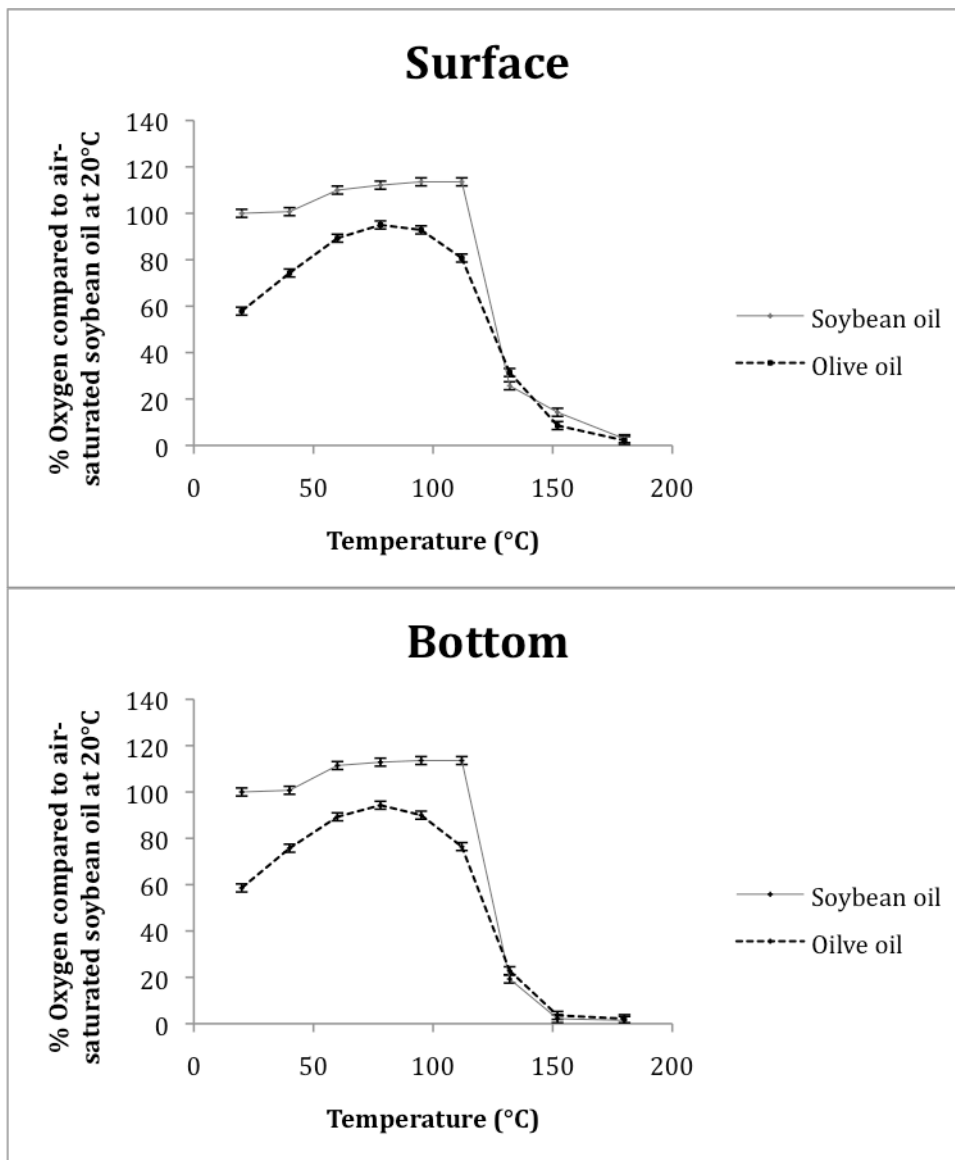 Surface
% Oxygen compared to air-
saturated soybean oil at 20°C
140
120
100
80
60
40
20
0
0 50 100 150 200
Temperature (°C)
Soybean oil
Olive oil
Bottom
% Oxygen compared to air-
saturated soybean oil at 20°C
140
120
100
80
60
40
20
0
0 50 100 150 200
Temperature (°C)
Soybean oil
Oilve oil